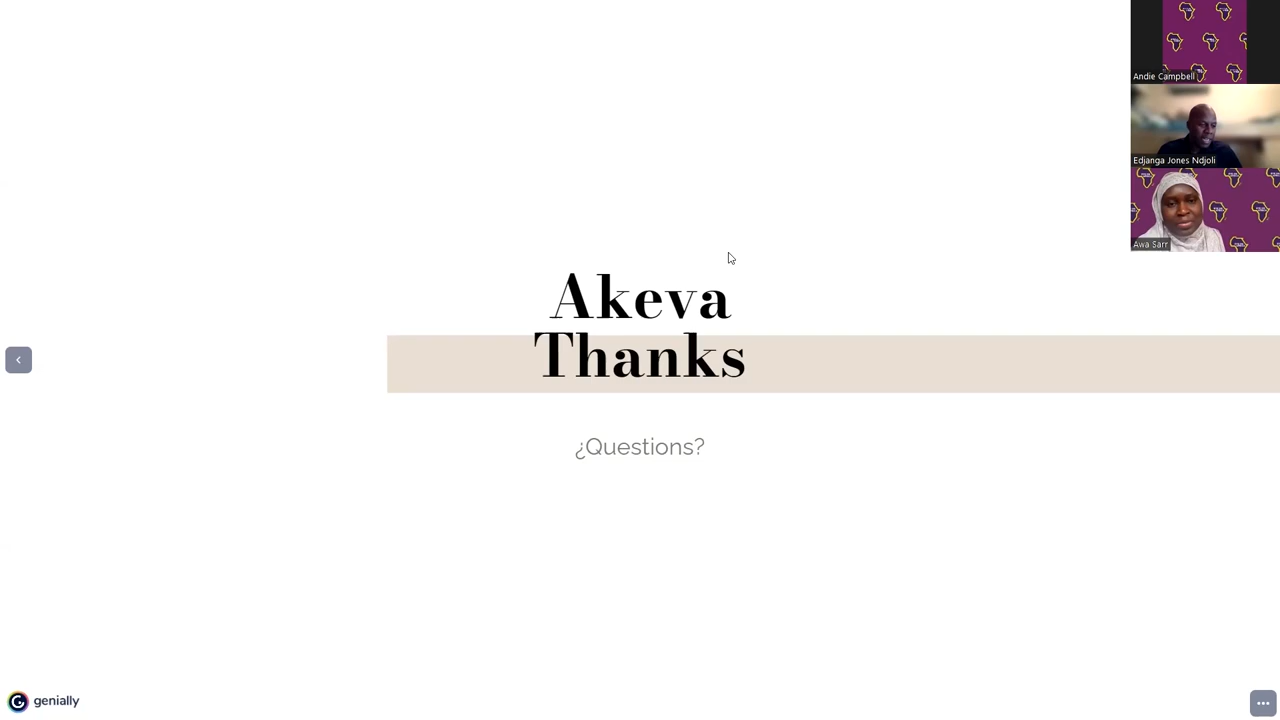 Andie Campbell
Edjanga Jones Ndjoli
Awa Sarr
Akeva
Thanks
¿Questions?
genially